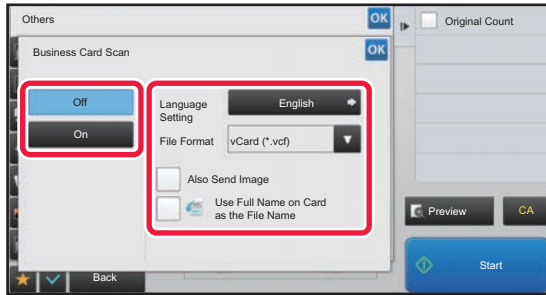 Others
OK
Original Count
Business Card Scan
OK
Off
On
Language
Setting
English
File Format
vCard (*.vcf)
Also Send Image
Use Full Name on Card
as the File Name
Preview
CA
Start
Back